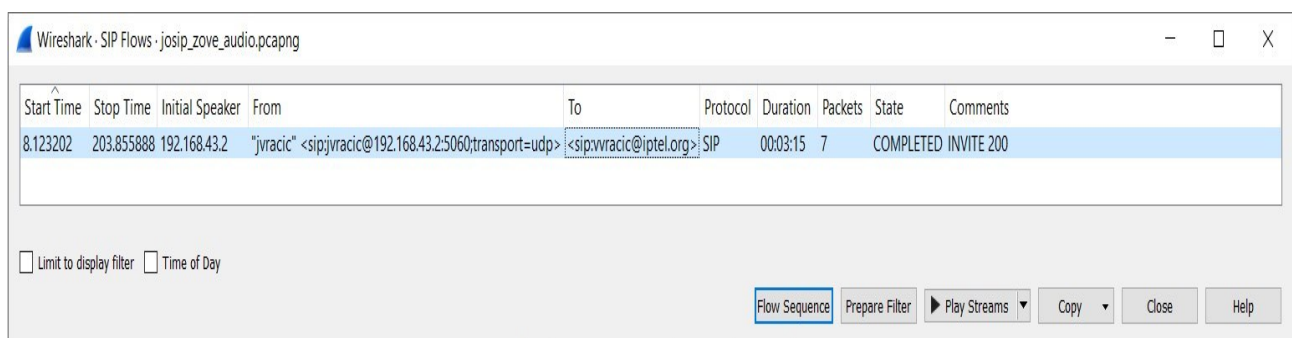 Wireshark · SIP Flows · josip_zove_audio.pcapng
Start Time Stop Time Initial Speaker From To Protocol Duration Packets State Comments
8.123202 203.855888 192.168.43.2 "jvracic" <sip:jvracic@192.168.43.2:5060;transport=udp> <sip:vvracic@iptel.org> SIP 00:03:15 7 COMPLETED INVITE 200
Limit to display filter Time of Day
Flow Sequence Prepare Filter Play Streams Copy Close Help